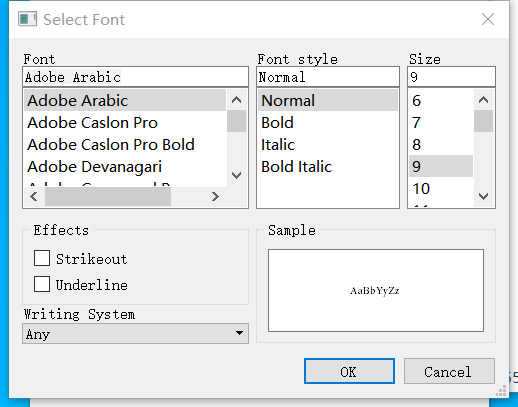 Select Font
Font
Font style
Size
Adobe Arabic
Normal
9
Adobe Arabic
Adobe Caslon Pro
Adobe Caslon Pro Bold
Adobe Devanagari
Normal
Bold
Italic
Bold Italic
6
7
8
9
10
Effects
Strikeout
Underline
Writing System
Any
Sample
AaBbYyZz
OK
Cancel